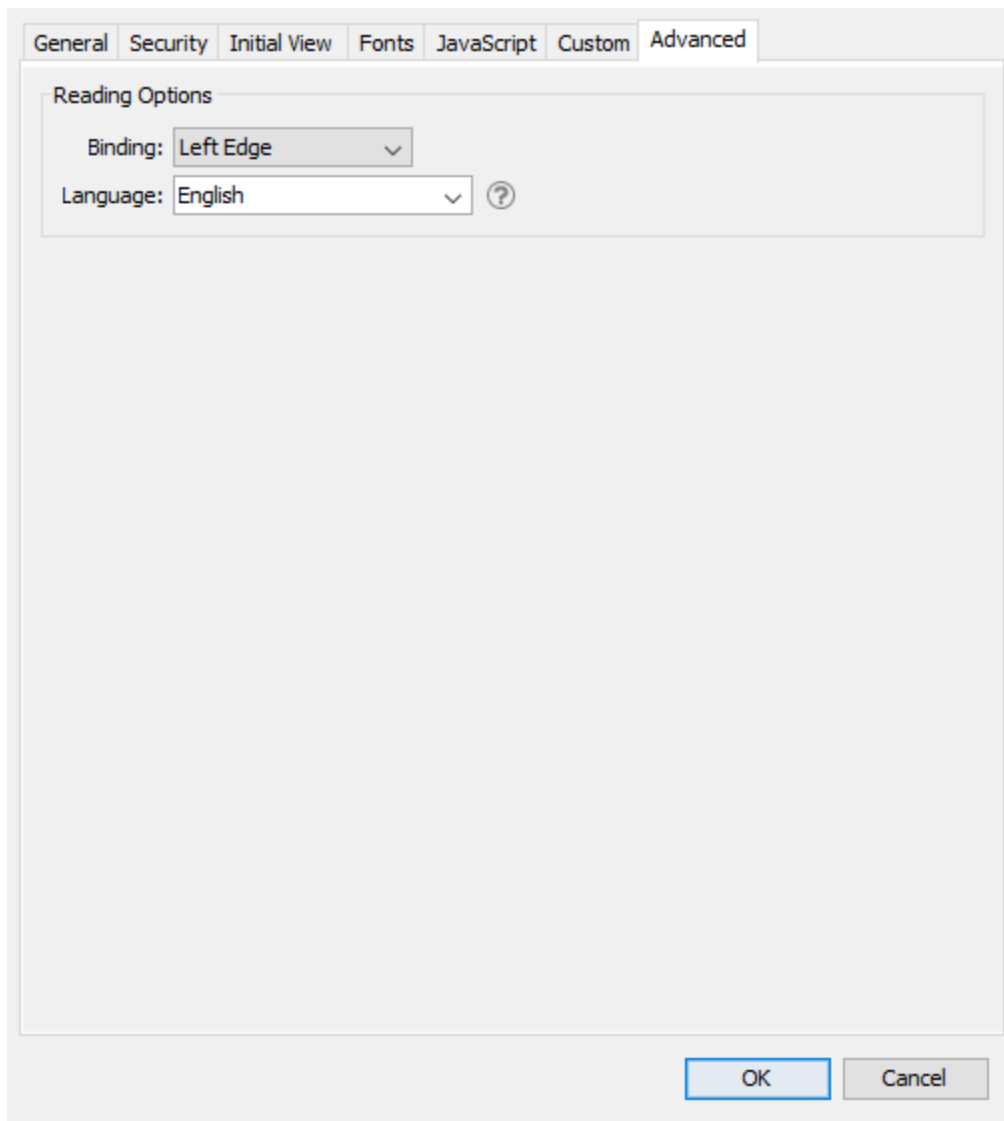 General Security Initial View Fonts JavaScript Custom Advanced
Reading Options
Binding: Left Edge
Language: English ?
OK Cancel